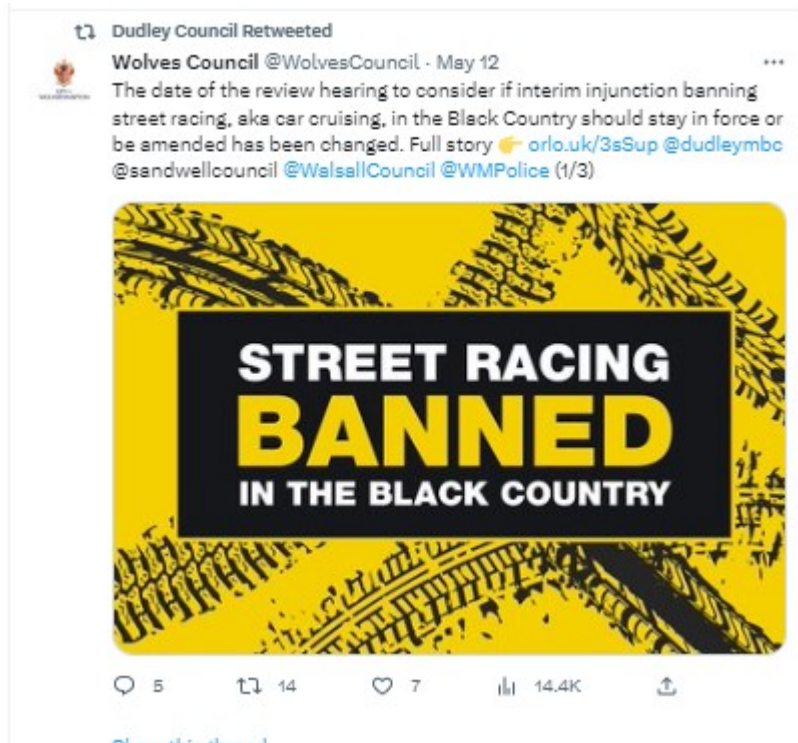 Dudley Council Retweeted
Wolves Council @WolvesCouncil · May 12
The date of the review hearing to consider if interim injunction banning
street racing, aka car cruising, in the Black Country should stay in force or
be amended has been changed. Full story 👉 orlo.uk/3sSup @dudleymbc
@sandwellcouncil @WalsallCouncil @WMPolice (1/3)
STREET RACING
BANNED
IN THE BLACK COUNTRY
5 14 7 14.4K